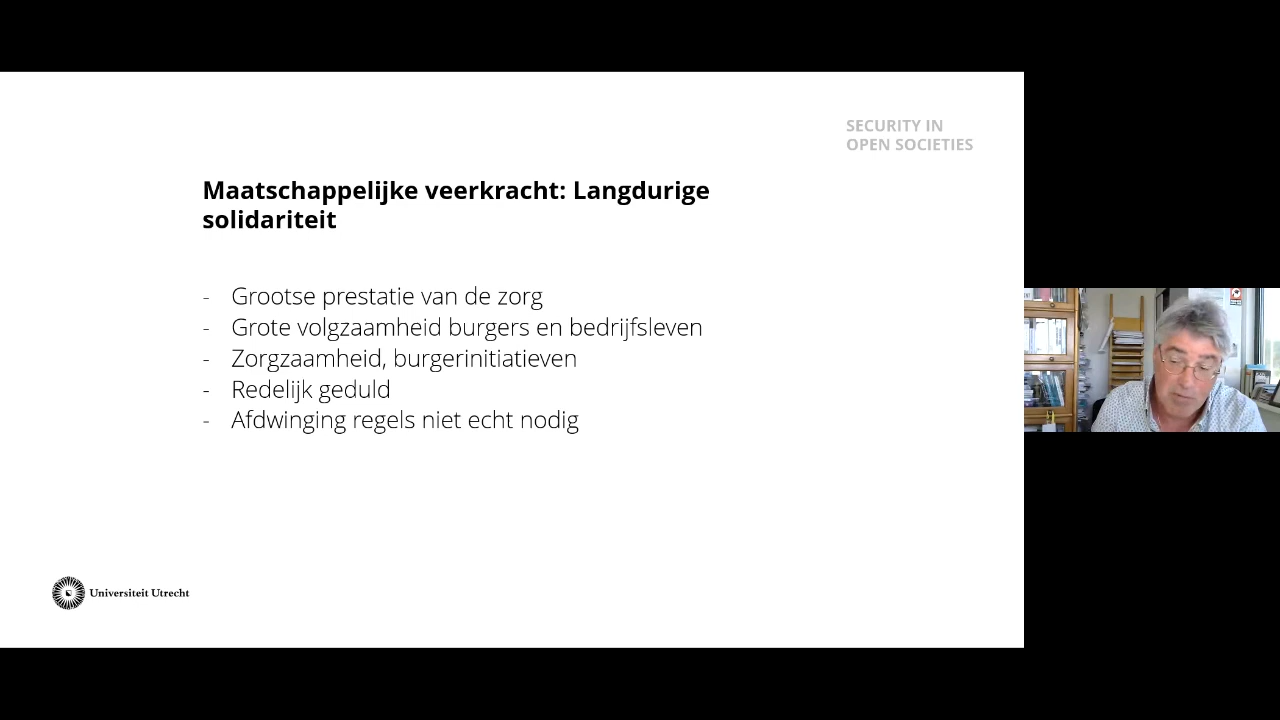 SECURITY IN
OPEN SOCIETIES
Maatschappelijke veerkracht: Langdurige
solidariteit
- Grootse prestatie van de zorg
- Grote volgzaamheid burgers en bedrijfsleven
- Zorgzaamheid, burgerinitiatieven
- Redelijk geduld
- Afdwinging regels niet echt nodig
Universiteit Utrecht